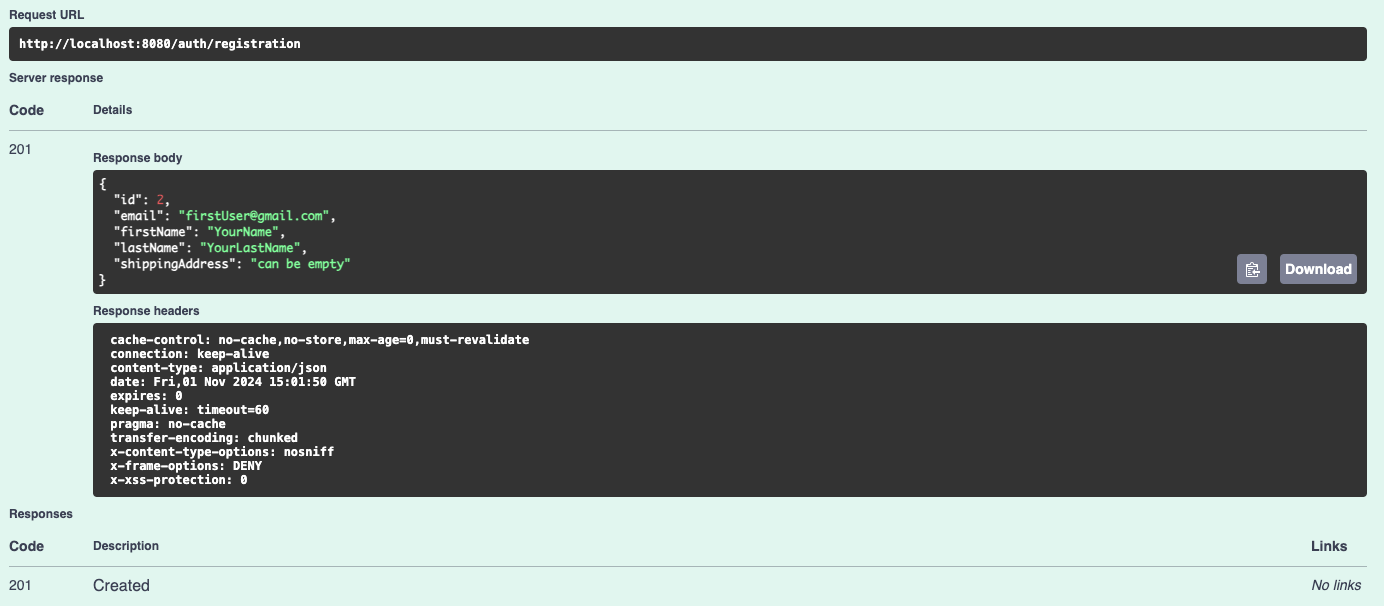 Request URL
http://localhost:8080/auth/registration
Server response
Code Details
201
Response body
{
  "id": 2,
  "email": "firstUser@gmail.com",
  "firstName": "YourName",
  "lastName": "YourLastName",
  "shippingAddress": "can be empty"
}
Download
Response headers
cache-control: no-cache,no-store,max-age=0,must-revalidate
connection: keep-alive
content-type: application/json
date: Fri,01 Nov 2024 15:01:50 GMT
expires: 0
keep-alive: timeout=60
pragma: no-cache
transfer-encoding: chunked
x-content-type-options: nosniff
x-frame-options: DENY
x-xss-protection: 0
Responses
Code Description Links
201 Created No links